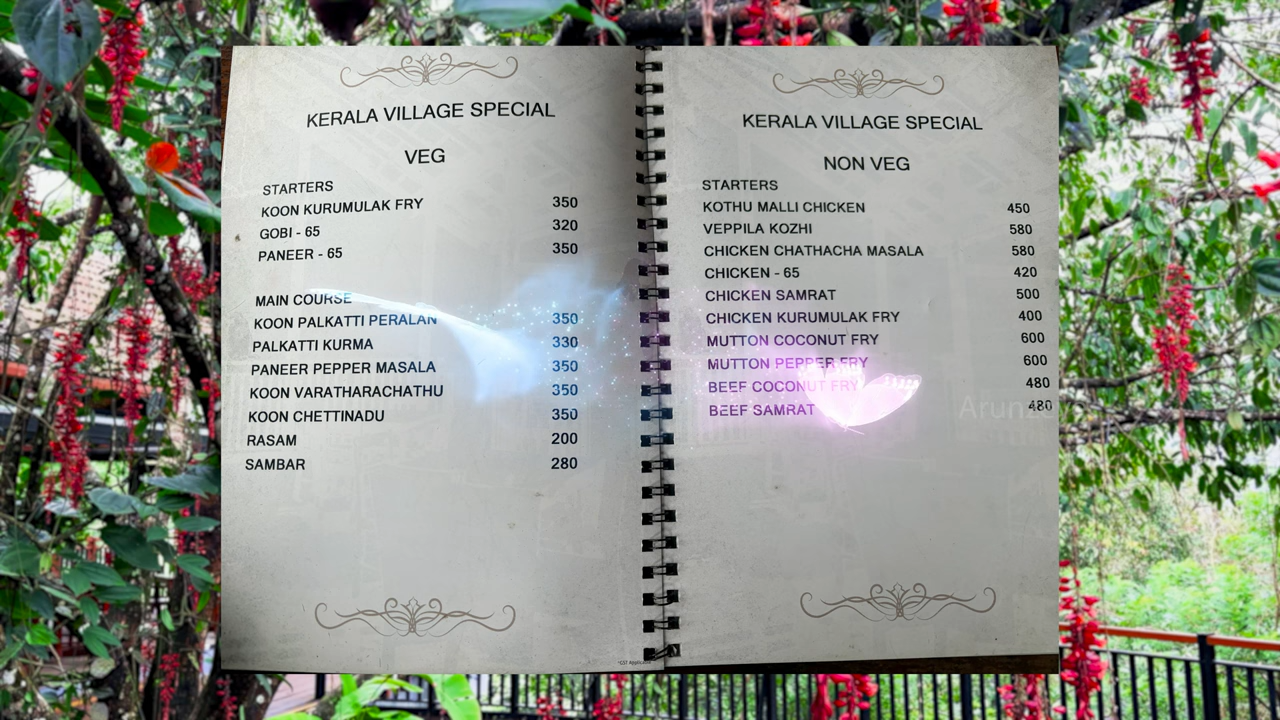 KERALA VILLAGE SPECIAL
VEG
STARTERS
KOON KURUMULAK FRY 350
GOBI - 65 320
PANEER - 65 350
MAIN COURSE
KOON PALKATTI PERALAN 350
PALKATTI KURMA 330
PANEER PEPPER MASALA 350
KOON VARATHARACHATHU 350
KOON CHETTINADU 350
RASAM 200
SAMBAR 280
*GST Applicable
KERALA VILLAGE SPECIAL
NON VEG
STARTERS
KOTHU MALLI CHICKEN 450
VEPPILA KOZHI 580
CHICKEN CHATHACHA MASALA 580
CHICKEN - 65 420
CHICKEN SAMRAT 500
CHICKEN KURUMULAK FRY 400
MUTTON COCONUT FRY 600
MUTTON PEPPER FRY 600
BEEF COCONUT FRY 480
BEEF SAMRAT 480